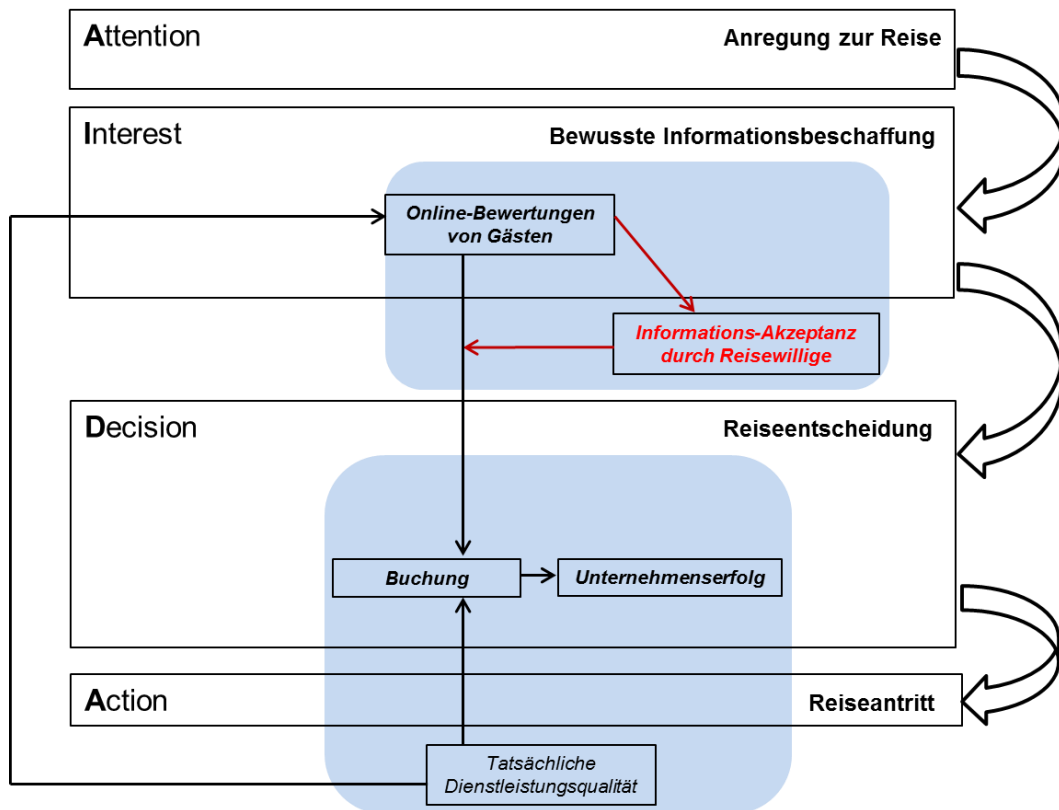 Attention
Anregung zur Reise
Interest
Bewusste Informationsbeschaffung
Online-Bewertungen
von Gästen
Informations-Akzeptanz
durch Reisewillige
Decision
Reiseentscheidung
Buchung
Unternehmenserfolg
Action
Reiseantritt
Tatsächliche
Dienstleistungsqualität